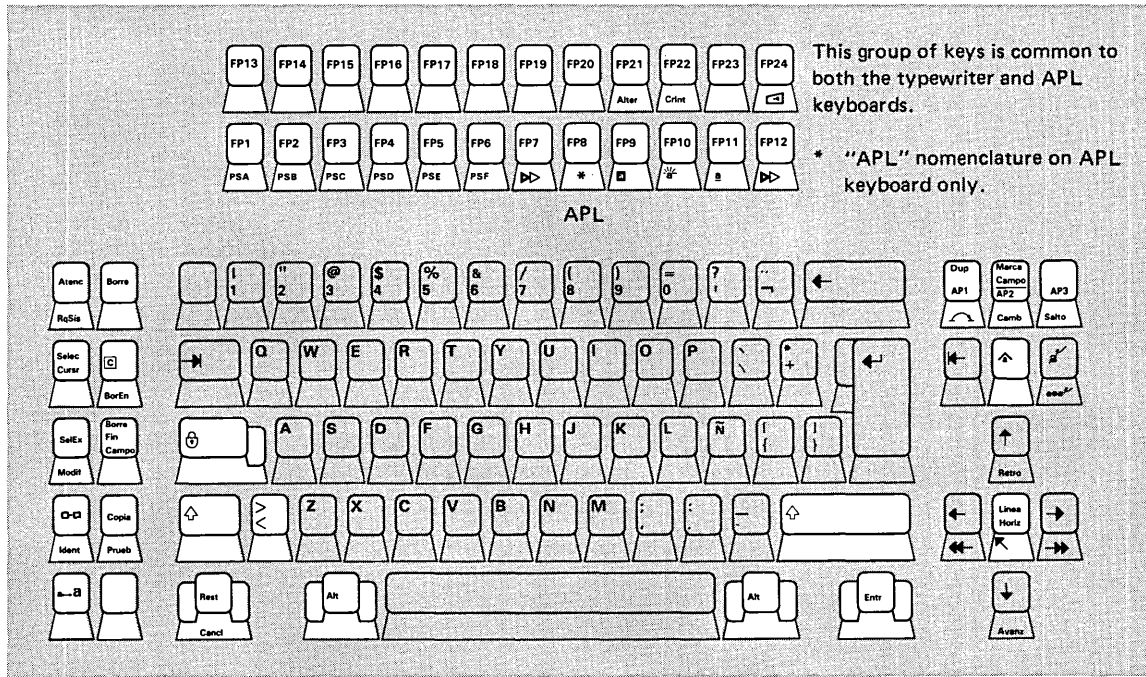 FP13 FP14 FP15 FP16 FP17 FP18 FP19 FP20 FP21 FP22 FP23 FP24
Alter CrInt
This group of keys is common to
both the typewriter and APL
keyboards.
FP1 FP2 FP3 FP4 FP5 FP6 FP7 FP8 FP9 FP10 FP11 FP12
PSA PSB PSC PSD PSE PSF * a a a
* "APL" nomenclature on APL
keyboard only.
APL
Atenc Borre | " @ $ % & / ( ) = ? ¨ ← Dup Marca
Campo
1 2 3 4 5 6 7 8 9 0 ' ¬ AP1 AP2 AP3
RqSis Camb Salto
Selec
Cursr C →| Q W E R T Y U I O P \ * ↵ |← a
\ +
BorEn
SelEx Borre
Fin
Campo A S D F G H J K L Ñ { } ↑
Modif Retro
Copia > Z X C V B N M ; : — ← Linea
Horiz →
< , . -
Ident Prueb
a a Rest Alt Alt Entr ↓
Cancl Avanz